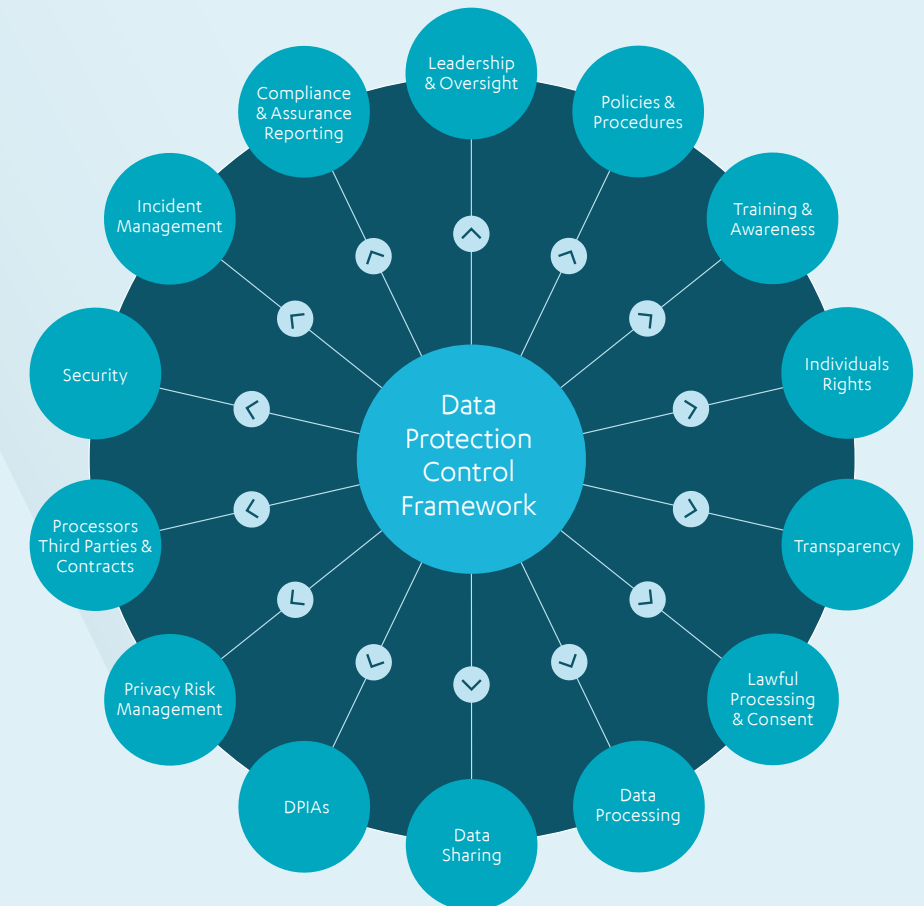 Data
Protection
Control
Framework
Leadership
& Oversight
Policies &
Procedures
Training &
Awareness
Individuals
Rights
Transparency
Lawful
Processing
& Consent
Data
Processing
Data
Sharing
DPIAs
Privacy Risk
Management
Processors
Third Parties &
Contracts
Security
Incident
Management
Compliance
& Assurance
Reporting